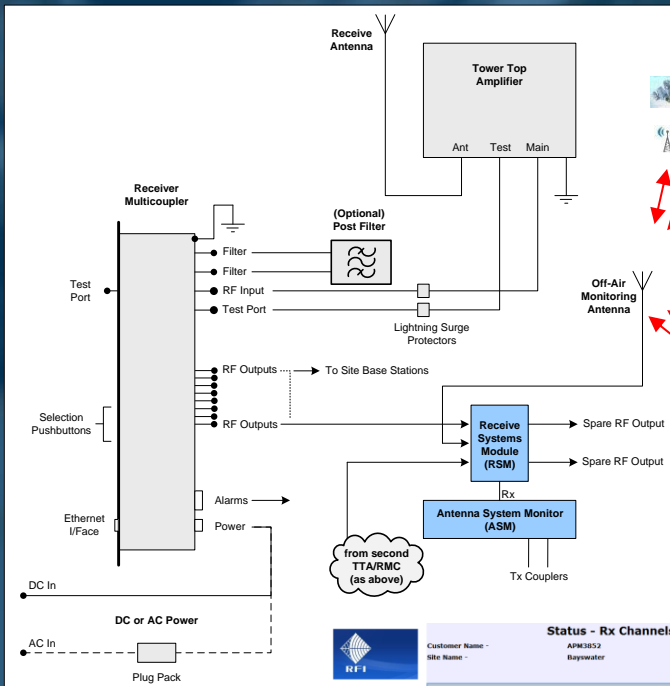 Receive
Antenna
Tower Top
Amplifier
Ant Test Main
Receiver
Multicoupler
(Optional)
Post Filter
Filter
Filter
RF Input
Test Port
Test
Port
Lightning Surge
Protectors
Off-Air
Monitoring
Antenna
RF Outputs
To Site Base Stations
RF Outputs
Selection
Pushbuttons
Receive
Systems
Module
(RSM)
Spare RF Output
Spare RF Output
Rx
Antenna System Monitor
(ASM)
Tx Couplers
Alarms
Power
Ethernet
I/Face
from second
TTA/RMC
(as above)
DC In
DC or AC Power
AC In
Plug Pack
RFI
Status - Rx Channels
Customer Name - APM3852
Site Name - Bayswater